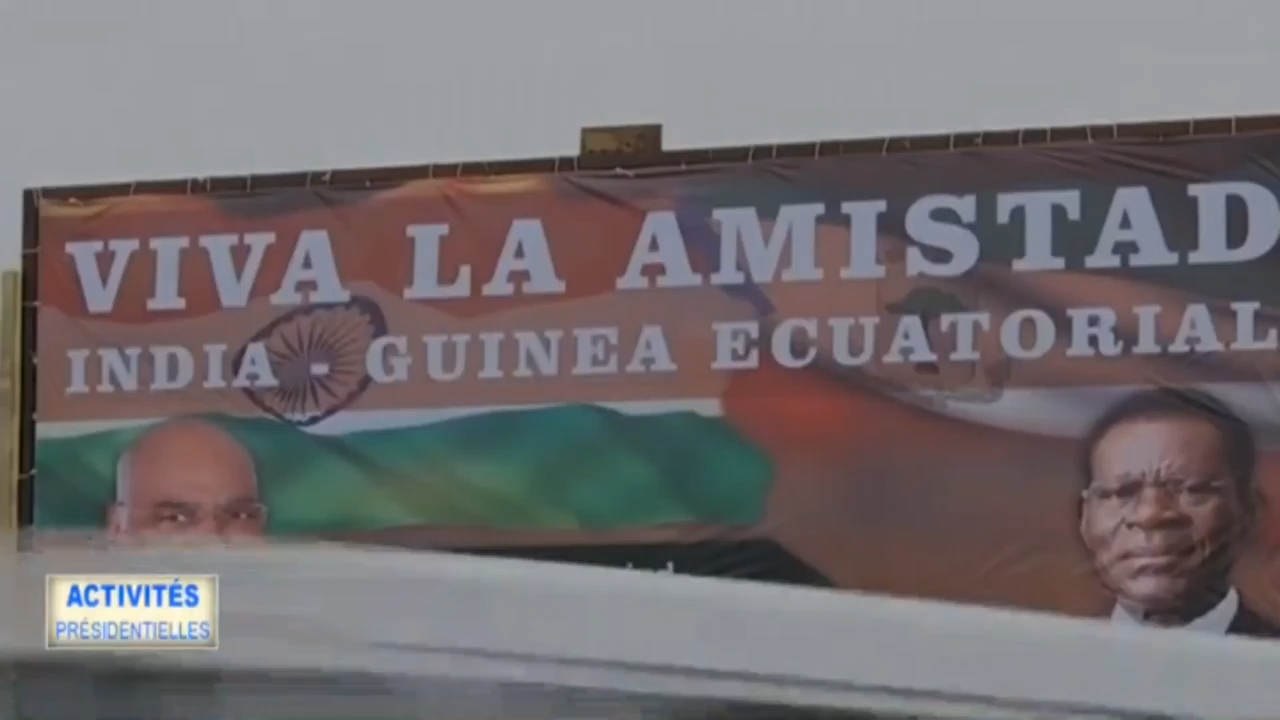 VIVA LA AMISTAD
INDIA - GUINEA ECUATORIAL
ACTIVITÉS
PRÉSIDENTIELLES